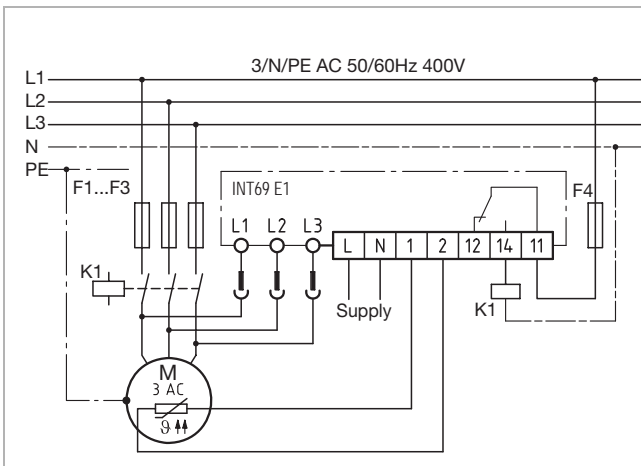 3/N/PE AC 50/60Hz 400V
L1
L2
L3
N
PE
F1...F3
INT69 E1
F4
L1 L2 L3
L N 1 2 12 14 11
K1
Supply
K1
M
3 AC
ϑ